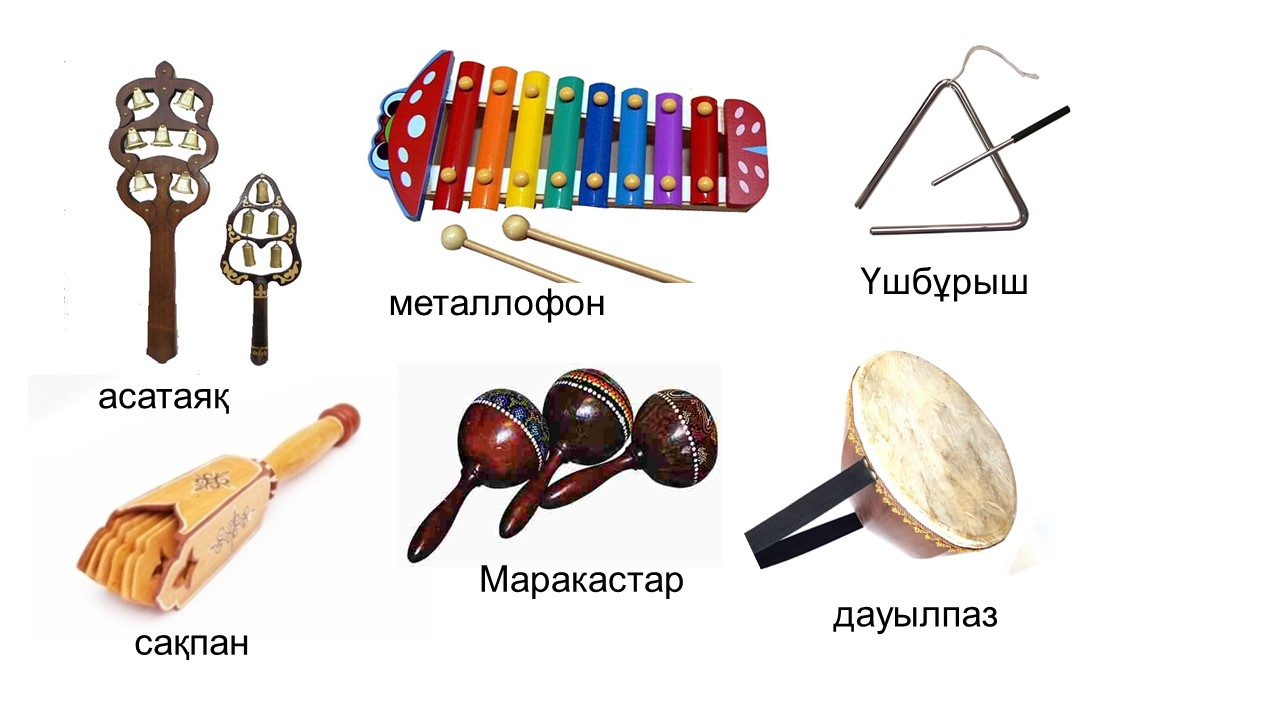 металлофон
Үшбұрыш
асатаяқ
Маракастар
дауылпаз
сақпан